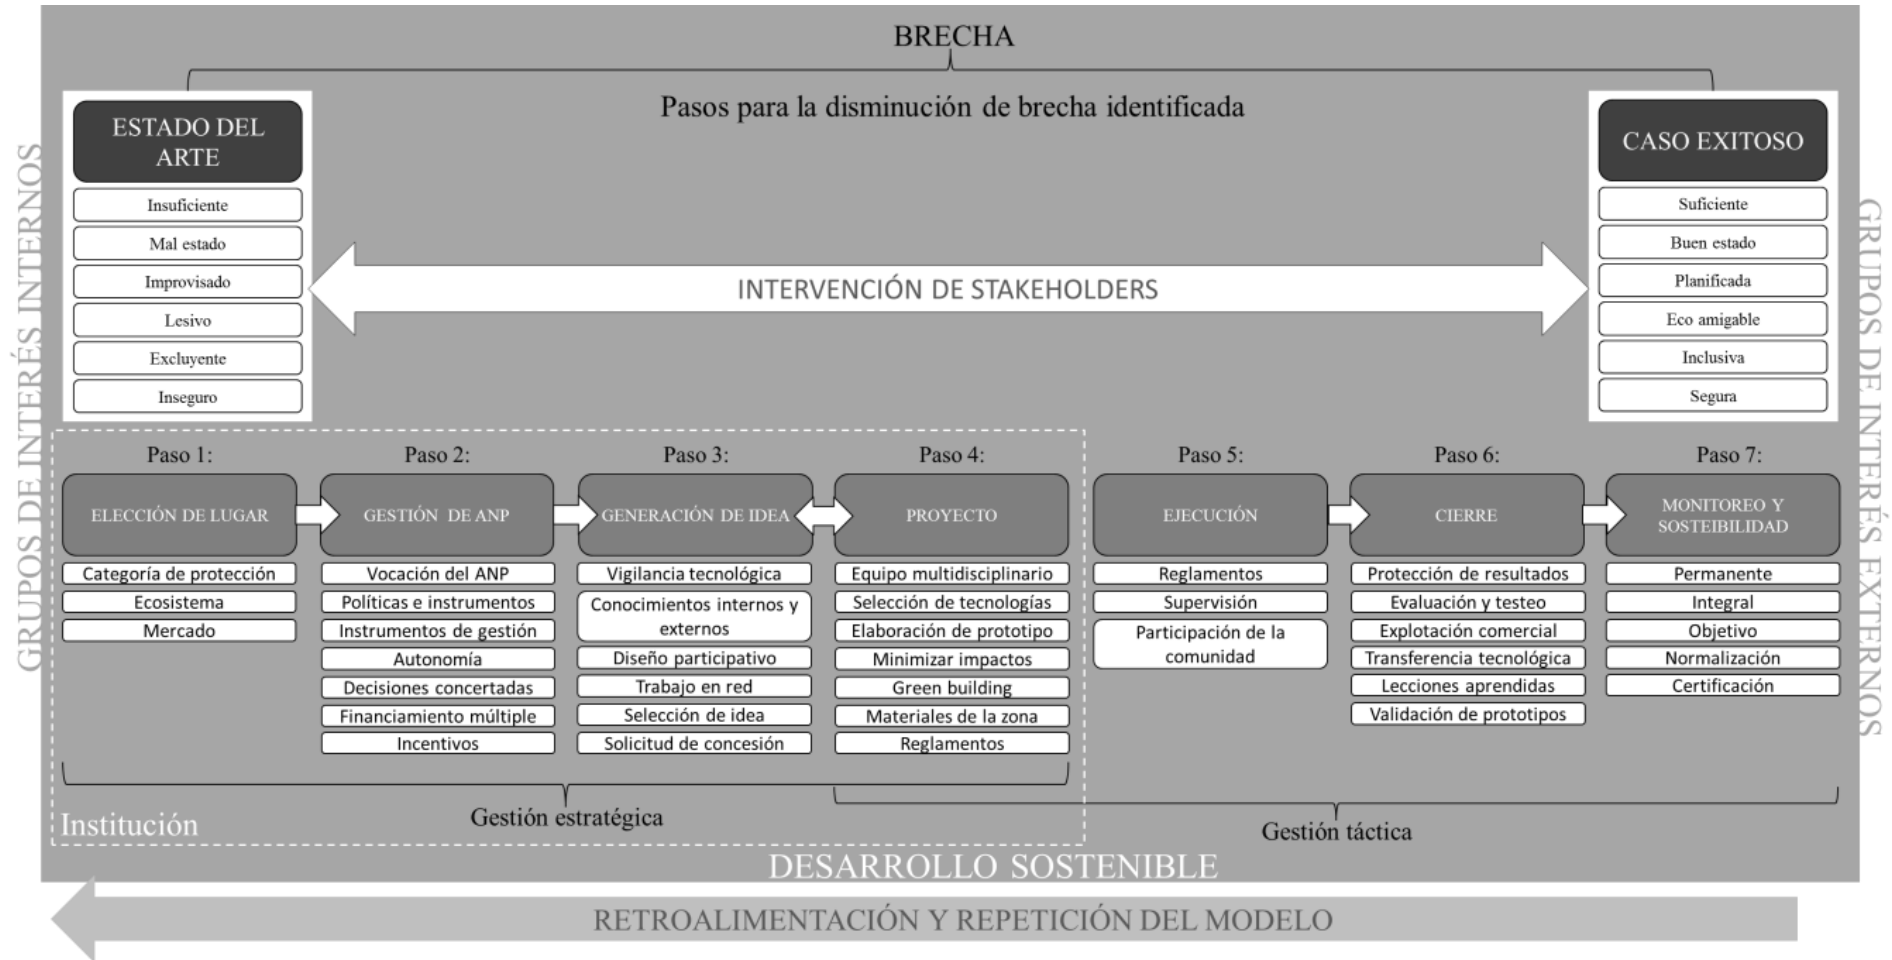 BRECHA
Pasos para la disminución de brecha identificada
GRUPOS DE INTERÉS INTERNOS
ESTADO DEL
ARTE
Insuficiente
Mal estado
Improvisado
Lesivo
Excluyente
Inseguro
INTERVENCIÓN DE STAKEHOLDERS
CASO EXITOSO
Suficiente
Buen estado
Planificada
Eco amigable
Inclusiva
Segura
GRUPOS DE INTERÉS EXTERNOS
Paso 1:
ELECCIÓN DE LUGAR
Categoría de protección
Ecosistema
Mercado
Paso 2:
GESTIÓN DE ANP
Vocación del ANP
Políticas e instrumentos
Instrumentos de gestión
Autonomía
Decisiones concertadas
Financiamiento múltiple
Incentivos
Paso 3:
GENERACIÓN DE IDEA
Vigilancia tecnológica
Conocimientos internos y
externos
Diseño participativo
Trabajo en red
Selección de idea
Solicitud de concesión
Paso 4:
PROYECTO
Equipo multidisciplinario
Selección de tecnologías
Elaboración de prototipo
Minimizar impactos
Green building
Materiales de la zona
Reglamentos
Paso 5:
EJECUCIÓN
Reglamentos
Supervisión
Participación de la
comunidad
Paso 6:
CIERRE
Protección de resultados
Evaluación y testeo
Explotación comercial
Transferencia tecnológica
Lecciones aprendidas
Validación de prototipos
Paso 7:
MONITOREO Y
SOSTEIBILIDAD
Permanente
Integral
Objetivo
Normalización
Certificación
Gestión estratégica
Gestión táctica
Institución
DESARROLLO SOSTENIBLE
RETROALIMENTACIÓN Y REPETICIÓN DEL MODELO